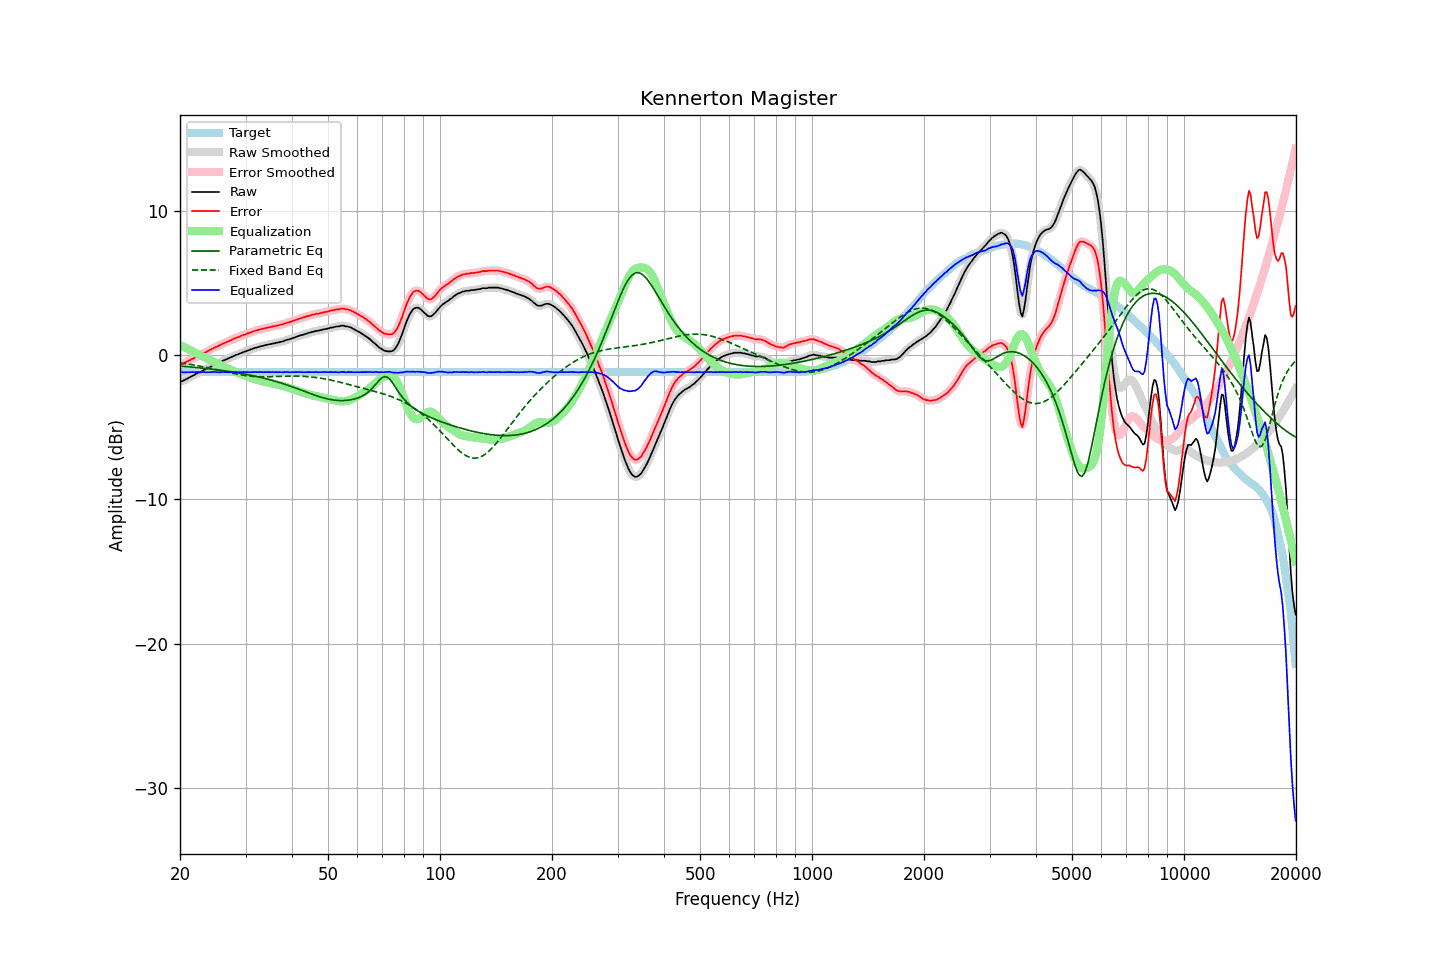 Kennerton Magister
Target
Raw Smoothed
Error Smoothed
Raw
Error
Equalization
Parametric Eq
Fixed Band Eq
Equalized
10
0
−10
−20
−30
Amplitude (dBr)
20 50 100 200 500 1000 2000 5000 10000 20000
Frequency (Hz)